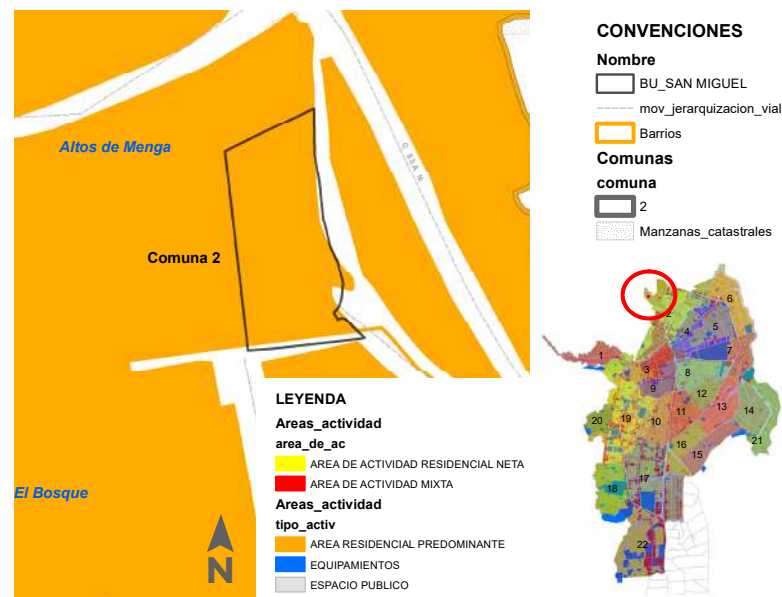 CONVENCIONES
Nombre
BU_SAN MIGUEL
mov_jerarquizacion_vial
Barrios
Comunas
comuna
2
Manzanas_catastrales
Altos de Menga
C 53A N
Comuna 2
El Bosque
N
LEYENDA
Areas_actividad
area_de_ac
AREA DE ACTIVIDAD RESIDENCIAL NETA
AREA DE ACTIVIDAD MIXTA
Areas_actividad
tipo_activ
AREA RESIDENCIAL PREDOMINANTE
EQUIPAMIENTOS
ESPACIO PUBLICO
6
2
5
4
7
1
3
8
9
12
13
14
11
20
19
10
16
21
15
17
18
22